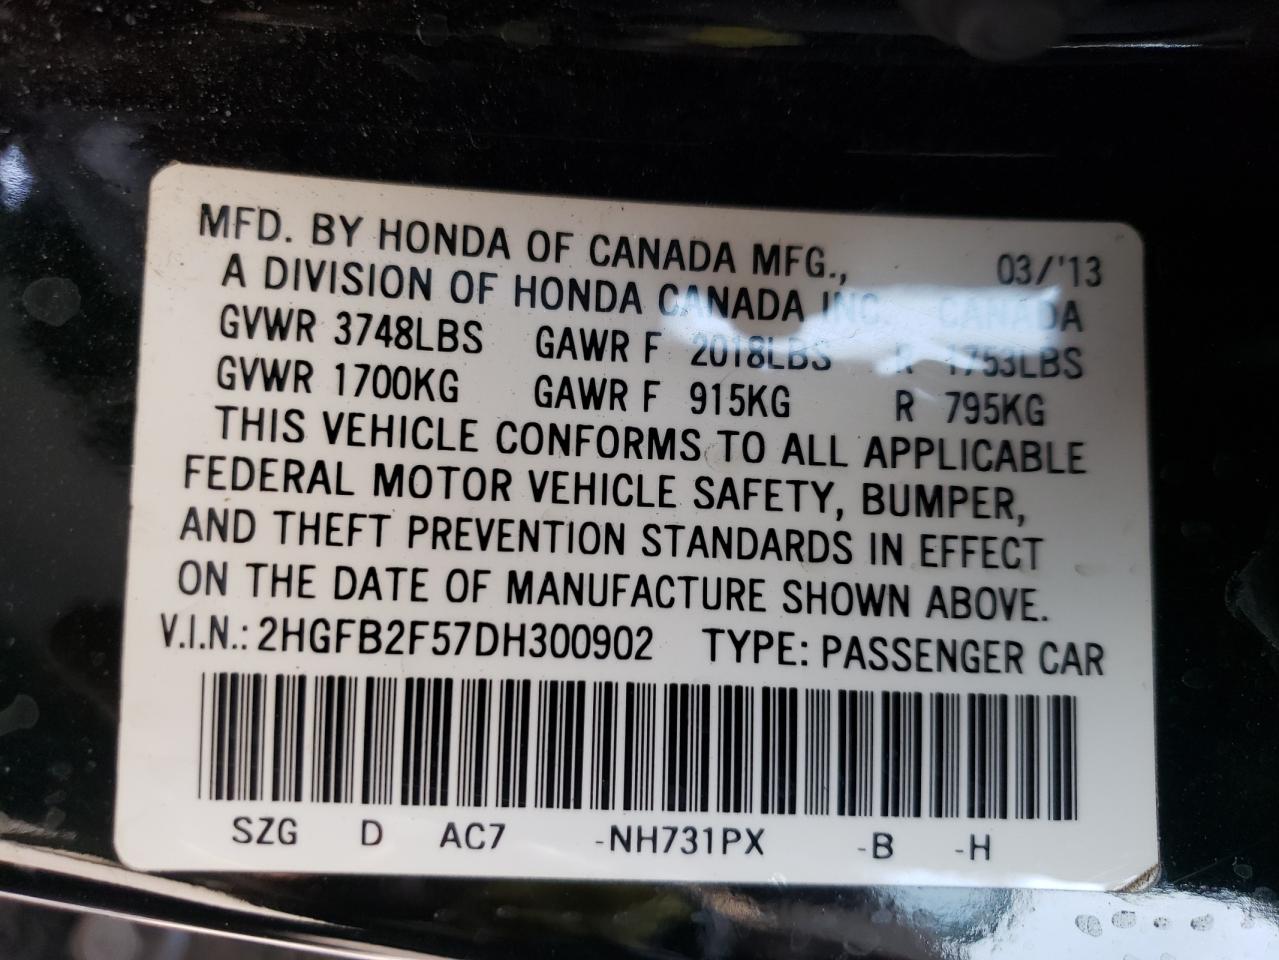 MFD. BY HONDA OF CANADA MFG., 03/'13
A DIVISION OF HONDA CANADA INC. CANADA
GVWR 3748LBS GAWR F 2018LBS R 1753LBS
GVWR 1700KG GAWR F 915KG R 795KG
THIS VEHICLE CONFORMS TO ALL APPLICABLE
FEDERAL MOTOR VEHICLE SAFETY, BUMPER,
AND THEFT PREVENTION STANDARDS IN EFFECT
ON THE DATE OF MANUFACTURE SHOWN ABOVE.
V.I.N.: 2HGFB2F57DH300902 TYPE: PASSENGER CAR
SZG D AC7 -NH731PX -B -H